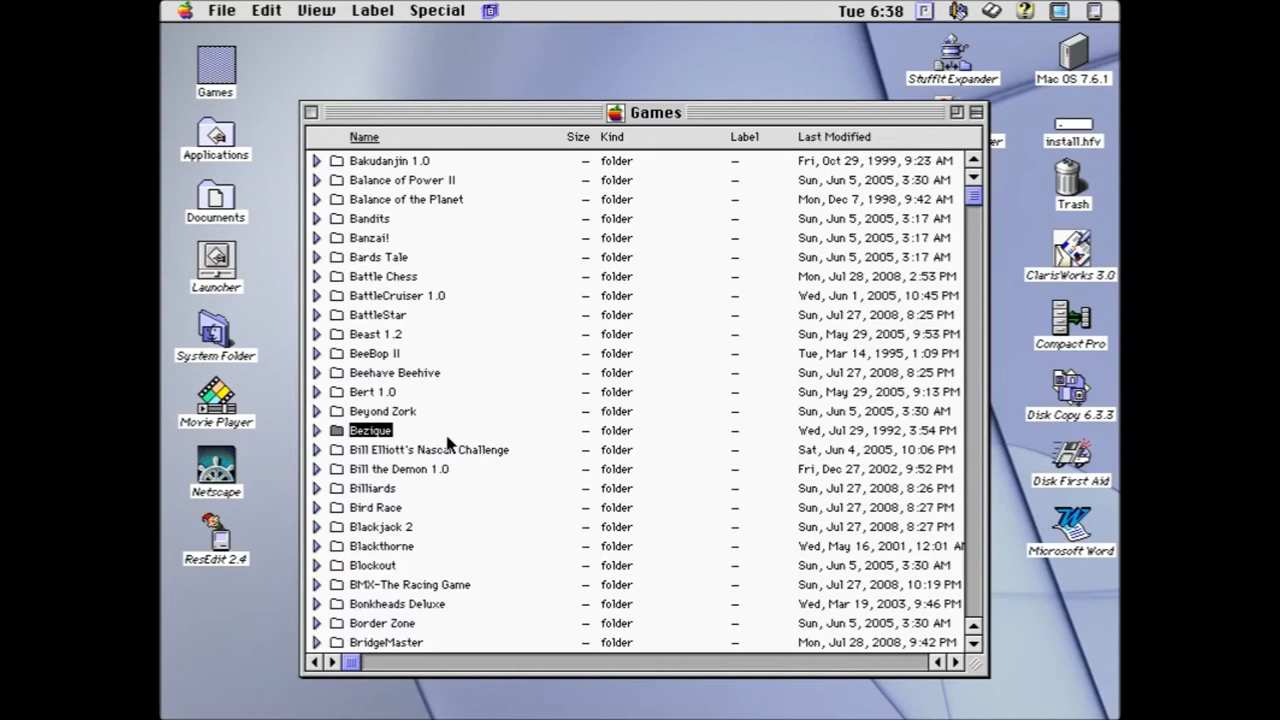 File Edit View Label Special Tue 6:38
Games
Applications
Documents
Launcher
System Folder
Movie Player
Netscape
ResEdit 2.4
StuffIt Expander
Mac OS 7.6.1
install.hfv
Trash
ClarisWorks 3.0
Compact Pro
Disk Copy 6.3.3
Disk First Aid
Microsoft Word
Games
Name Size Kind Label Last Modified
Bakudanjin 1.0 – folder – Fri, Oct 29, 1999, 9:23 AM
Balance of Power II – folder – Sun, Jun 5, 2005, 3:30 AM
Balance of the Planet – folder – Mon, Dec 7, 1998, 9:42 AM
Bandits – folder – Sun, Jun 5, 2005, 3:17 AM
Banzai! – folder – Sun, Jun 5, 2005, 3:17 AM
Bards Tale – folder – Sun, Jun 5, 2005, 3:17 AM
Battle Chess – folder – Mon, Jul 28, 2008, 2:53 PM
BattleCruiser 1.0 – folder – Wed, Jun 1, 2005, 10:45 PM
BattleStar – folder – Sun, Jul 27, 2008, 8:25 PM
Beast 1.2 – folder – Sun, May 29, 2005, 9:53 PM
BeeBop II – folder – Tue, Mar 14, 1995, 1:09 PM
Beehave Beehive – folder – Sun, Jul 27, 2008, 8:25 PM
Bert 1.0 – folder – Sun, May 29, 2005, 9:13 PM
Beyond Zork – folder – Sun, Jun 5, 2005, 3:30 AM
Bezique – folder – Wed, Jul 29, 1992, 3:54 PM
Bill Elliott's Nascar Challenge – folder – Sat, Jun 4, 2005, 10:06 PM
Bill the Demon 1.0 – folder – Fri, Dec 27, 2002, 9:52 PM
Billiards – folder – Sun, Jul 27, 2008, 8:26 PM
Bird Race – folder – Sun, Jul 27, 2008, 8:27 PM
Blackjack 2 – folder – Sun, Jul 27, 2008, 8:27 PM
Blackthorne – folder – Wed, May 16, 2001, 12:01 AM
Blockout – folder – Sun, Jun 5, 2005, 3:30 AM
BMX-The Racing Game – folder – Sun, Jul 27, 2008, 10:19 PM
Bonkheads Deluxe – folder – Wed, Mar 19, 2003, 9:46 PM
Border Zone – folder – Sun, Jun 5, 2005, 3:30 AM
BridgeMaster – folder – Mon, Jul 28, 2008, 9:42 PM